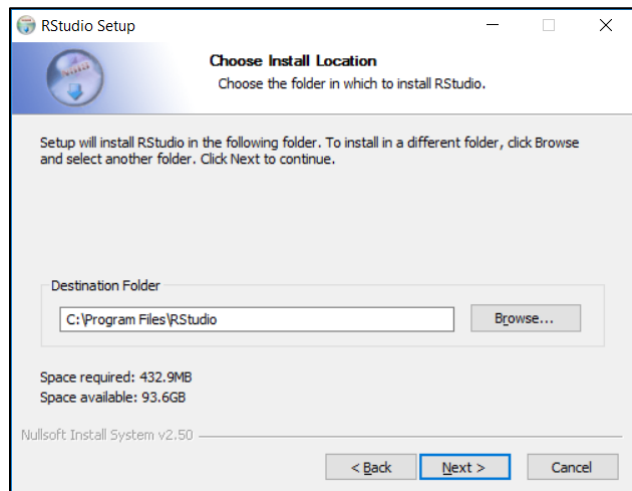 RStudio Setup
Choose Install Location
Choose the folder in which to install RStudio.
Setup will install RStudio in the following folder. To install in a different folder, click Browse
and select another folder. Click Next to continue.
Destination Folder
C:\Program Files\RStudio
Browse...
Space required: 432.9MB
Space available: 93.6GB
Nullsoft Install System v2.50
< Back
Next >
Cancel